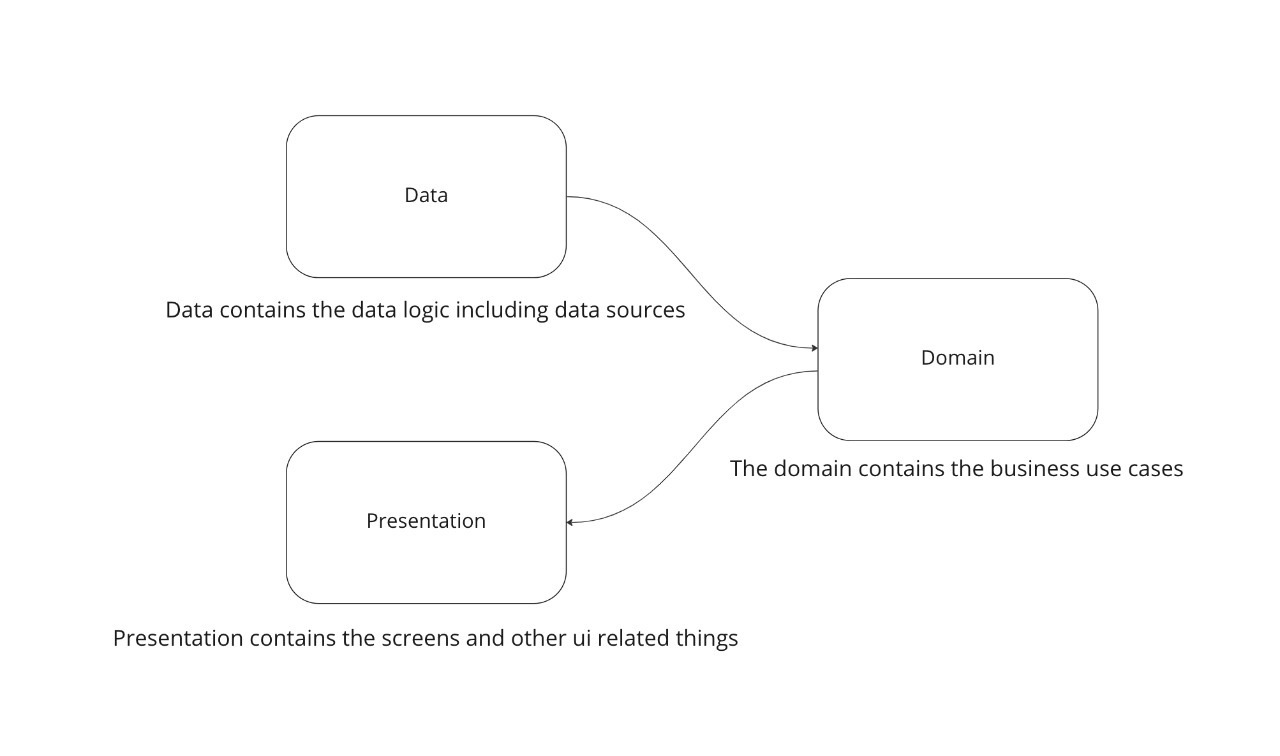 Data
Data contains the data logic including data sources
Domain
The domain contains the business use cases
Presentation
Presentation contains the screens and other ui related things